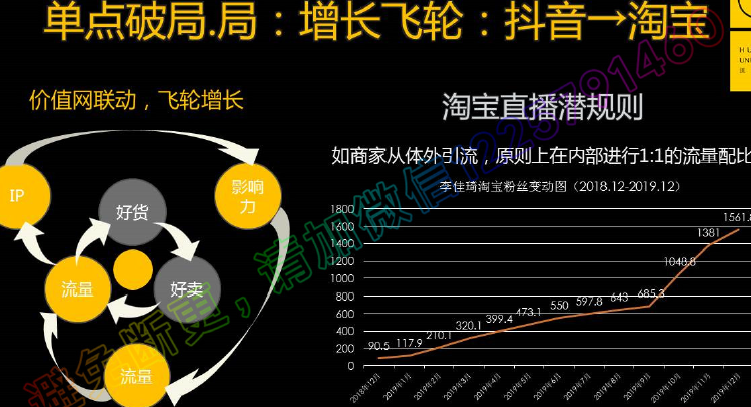 单点破局.局：增长飞轮：抖音→淘宝
价值网联动，飞轮增长
IP
影响
力
好货
流量
好卖
流量
淘宝直播潜规则
如商家从体外引流，原则上在内部进行1:1的流量配比
李佳琦淘宝粉丝变动图（2018.12-2019.12）
1800
1600
1400
1200
1000
800
600
400
200
0
90.5
117.9
210.1
320.1
399.4
473.1
550
597.8
643
685.3
1048.8
1381
1561.8
2018年12月
2019年1月
2019年2月
2019年3月
2019年4月
2019年5月
2019年6月
2019年7月
2019年8月
2019年9月
2019年10月
2019年11月
2019年12月
避免断更，请加微信1225791460